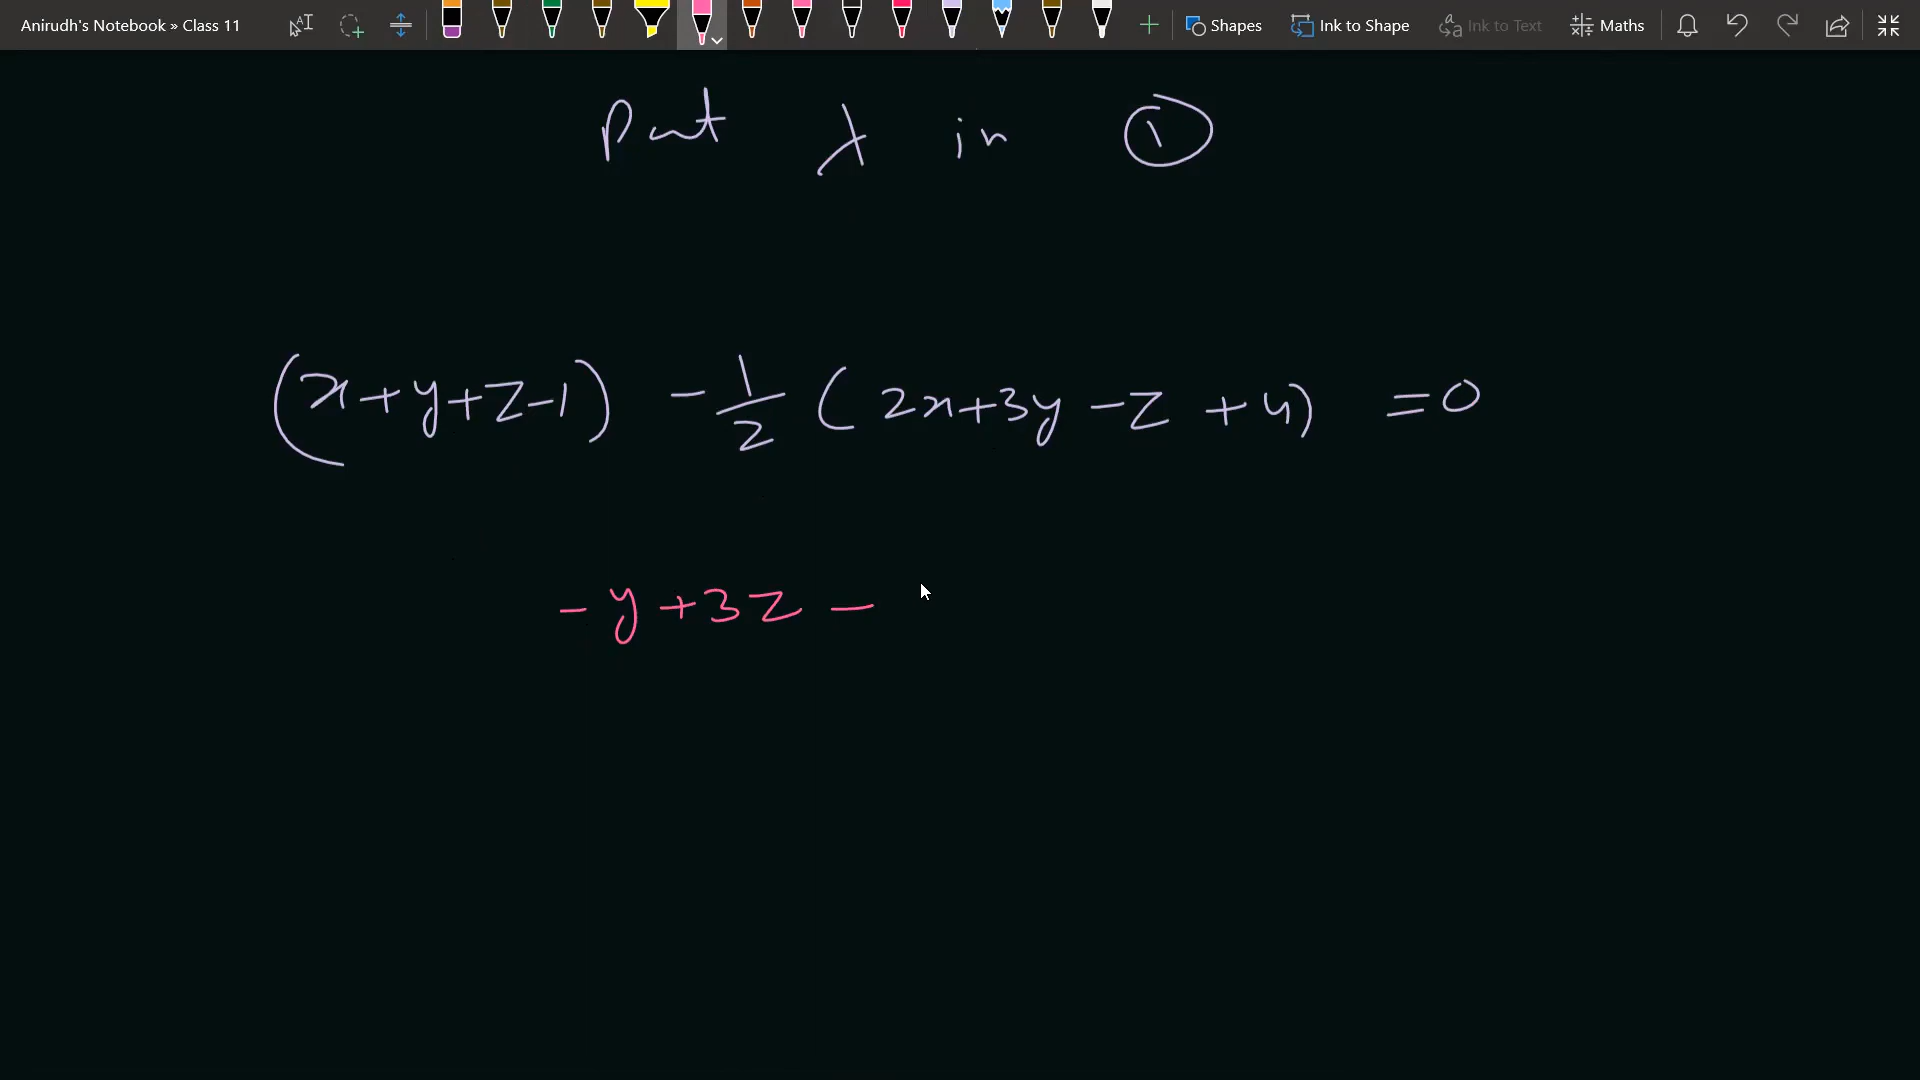 Anirudh's Notebook » Class 11 Shapes Ink to Shape Ink to Text Maths
Put λ in ①
(x+y+z-1) -1/2 (2x+3y-z+4) =0
-y+3z-